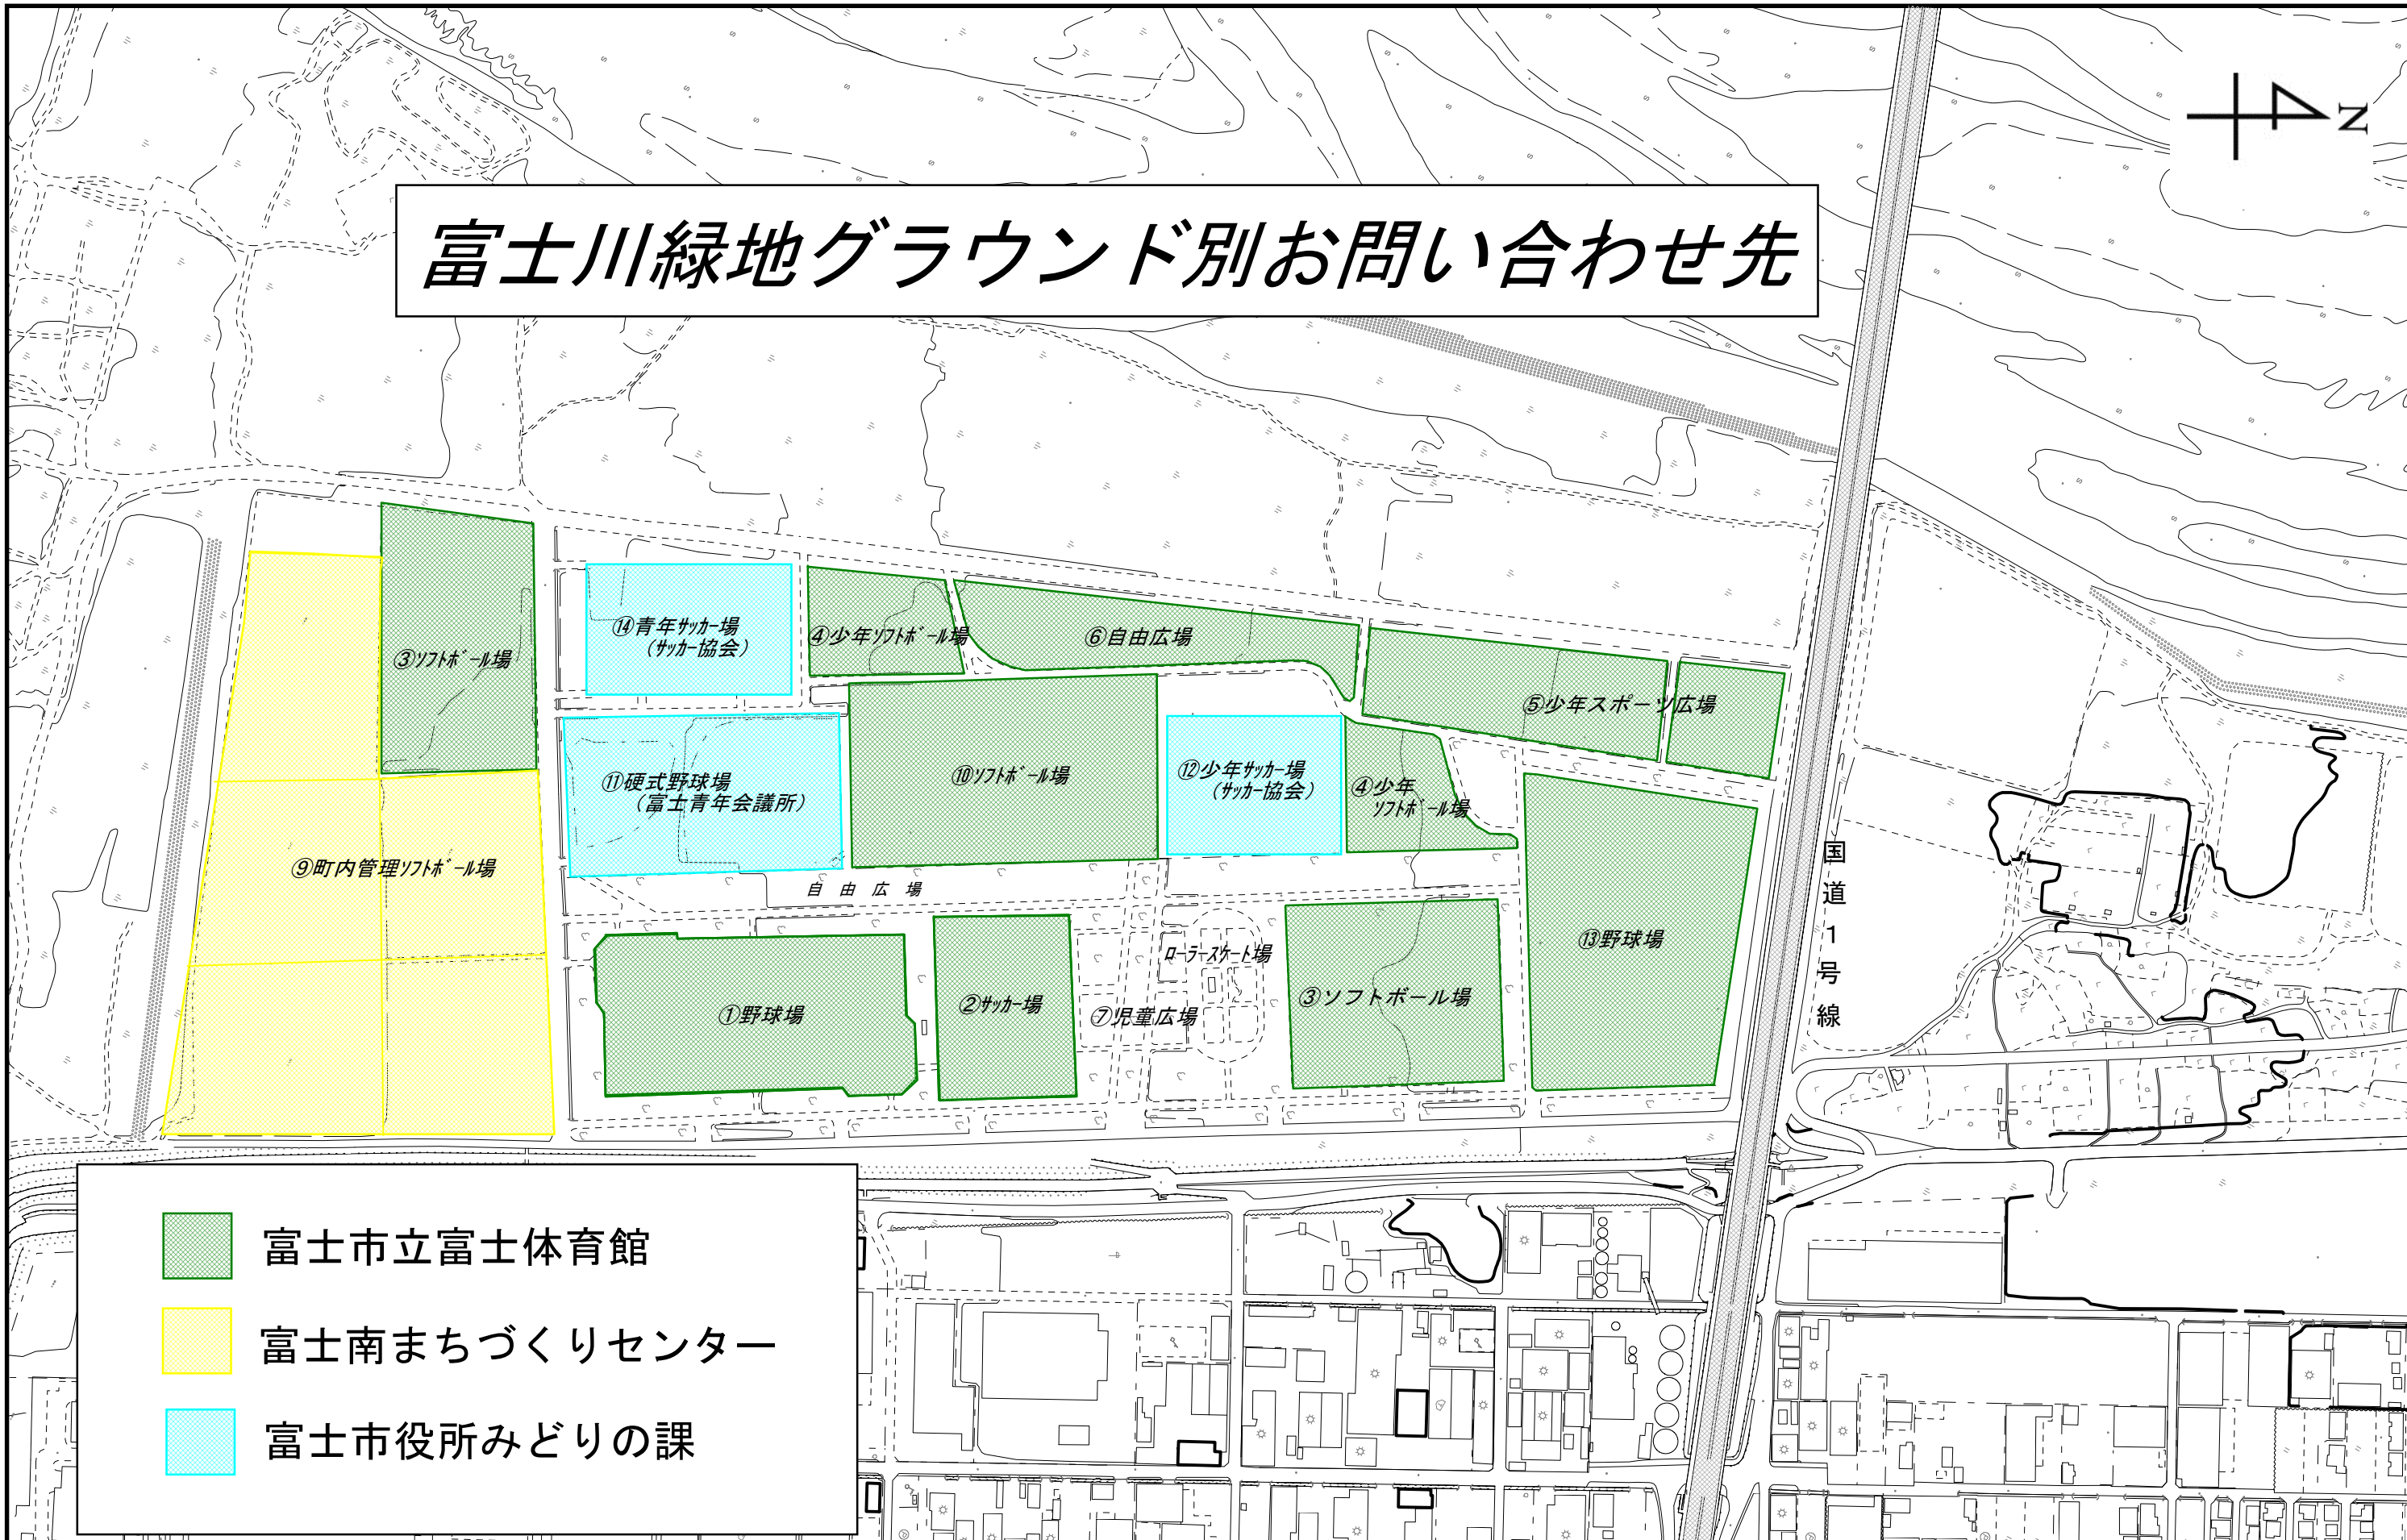 N
富士川緑地グラウンド別お問い合わせ先
⑭青年サッカー場
(サッカー協会)
④少年ソフトボール場
⑥自由広場
③ソフトボール場
⑤少年スポーツ広場
⑪硬式野球場
(富士青年会議所)
⑩ソフトボール場
⑫少年サッカー場
(サッカー協会)
④少年
ソフトボール場
⑨町内管理ソフトボール場
自由広場
国道1号線
⑬野球場
ローラースケート場
③ソフトボール場
①野球場
②サッカー場
⑦児童広場
富士市立富士体育館
富士南まちづくりセンター
富士市役所みどりの課